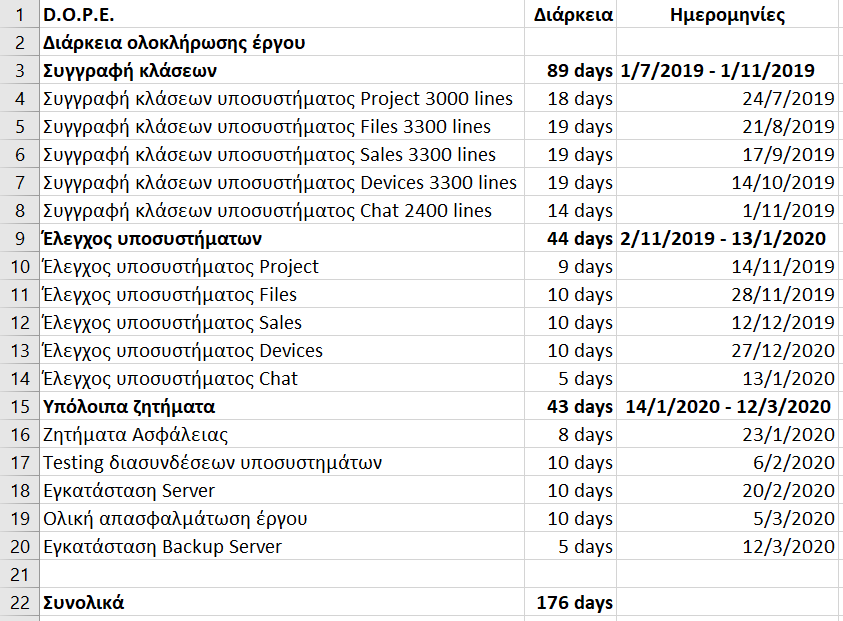 1 D.O.P.E. Διάρκεια Ημερομηνίες
2 Διάρκεια ολοκλήρωσης έργου
3 Συγγραφή κλάσεων 89 days 1/7/2019 - 1/11/2019
4 Συγγραφή κλάσεων υποσυστήματος Project 3000 lines 18 days 24/7/2019
5 Συγγραφή κλάσεων υποσυστήματος Files 3300 lines 19 days 21/8/2019
6 Συγγραφή κλάσεων υποσυστήματος Sales 3300 lines 19 days 17/9/2019
7 Συγγραφή κλάσεων υποσυστήματος Devices 3300 lines 19 days 14/10/2019
8 Συγγραφή κλάσεων υποσυστήματος Chat 2400 lines 14 days 1/11/2019
9 Έλεγχος υποσυστήματων 44 days 2/11/2019 - 13/1/2020
10 Έλεγχος υποσυστήματος Project 9 days 14/11/2019
11 Έλεγχος υποσυστήματος Files 10 days 28/11/2019
12 Έλεγχος υποσυστήματος Sales 10 days 12/12/2019
13 Έλεγχος υποσυστήματος Devices 10 days 27/12/2020
14 Έλεγχος υποσυστήματος Chat 5 days 13/1/2020
15 Υπόλοιπα ζητήματα 43 days 14/1/2020 - 12/3/2020
16 Ζητήματα Ασφάλειας 8 days 23/1/2020
17 Testing διασυνδέσεων υποσυστημάτων 10 days 6/2/2020
18 Εγκατάσταση Server 10 days 20/2/2020
19 Ολική απασφαλμάτωση έργου 10 days 5/3/2020
20 Εγκατάσταση Backup Server 5 days 12/3/2020
21
22 Συνολικά 176 days